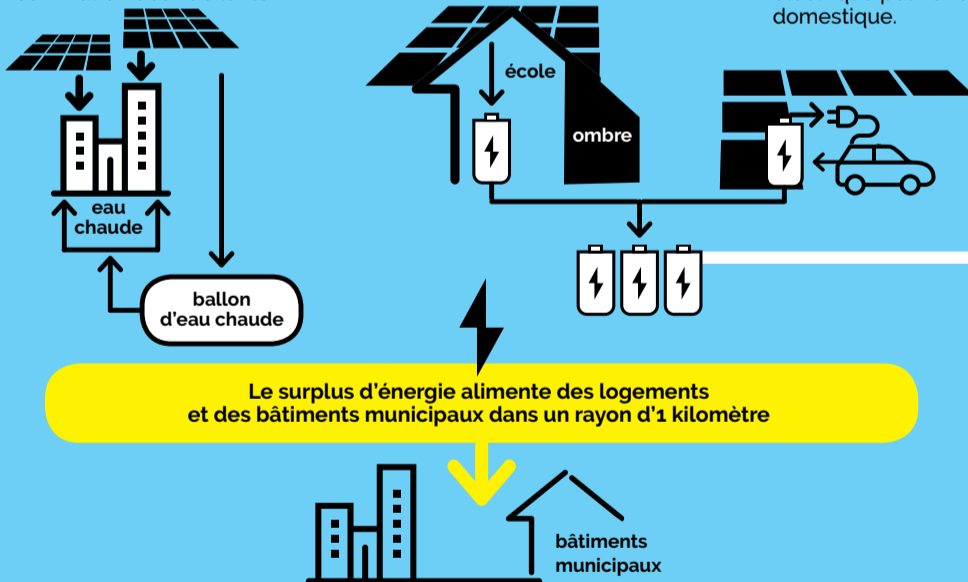 domestique.
école
ombre
eau
chaude
ballon
d'eau chaude
Le surplus d'énergie alimente des logements
et des bâtiments municipaux dans un rayon d'1 kilomètre
bâtiments
municipaux